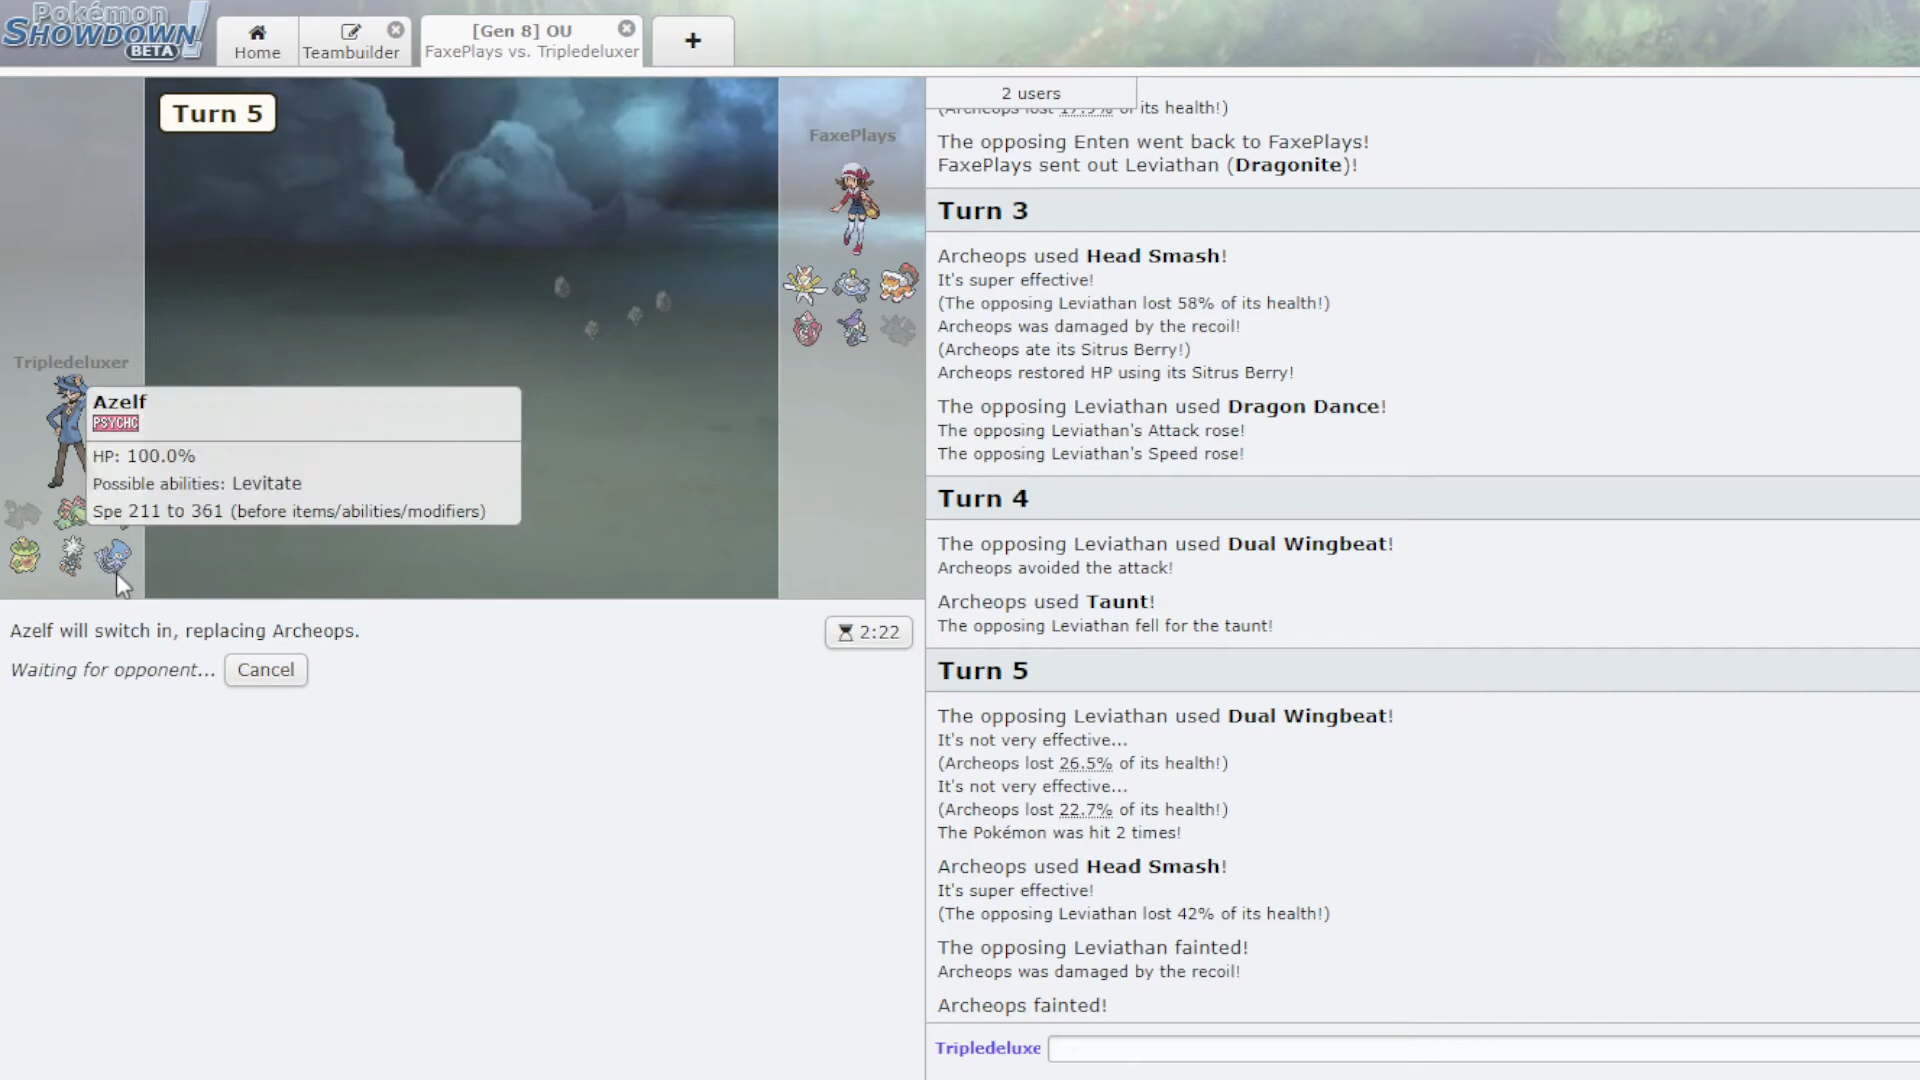 Pokémon
SHOWDOWN!
BETA
Home
Teambuilder
[Gen 8] OU
FaxePlays vs. Tripledeluxer
+
Turn 5
FaxePlays
Tripledeluxer
Azelf
PSYCHC
HP: 100.0%
Possible abilities: Levitate
Spe 211 to 361 (before items/abilities/modifiers)
Azelf will switch in, replacing Archeops.
2:22
Waiting for opponent...
Cancel
2 users
(Archeops lost 17.9% of its health!)
The opposing Enten went back to FaxePlays!
FaxePlays sent out Leviathan (Dragonite)!
Turn 3
Archeops used Head Smash!
It's super effective!
(The opposing Leviathan lost 58% of its health!)
Archeops was damaged by the recoil!
(Archeops ate its Sitrus Berry!)
Archeops restored HP using its Sitrus Berry!
The opposing Leviathan used Dragon Dance!
The opposing Leviathan's Attack rose!
The opposing Leviathan's Speed rose!
Turn 4
The opposing Leviathan used Dual Wingbeat!
Archeops avoided the attack!
Archeops used Taunt!
The opposing Leviathan fell for the taunt!
Turn 5
The opposing Leviathan used Dual Wingbeat!
It's not very effective...
(Archeops lost 26.5% of its health!)
It's not very effective...
(Archeops lost 22.7% of its health!)
The Pokémon was hit 2 times!
Archeops used Head Smash!
It's super effective!
(The opposing Leviathan lost 42% of its health!)
The opposing Leviathan fainted!
Archeops was damaged by the recoil!
Archeops fainted!
Tripledeluxe